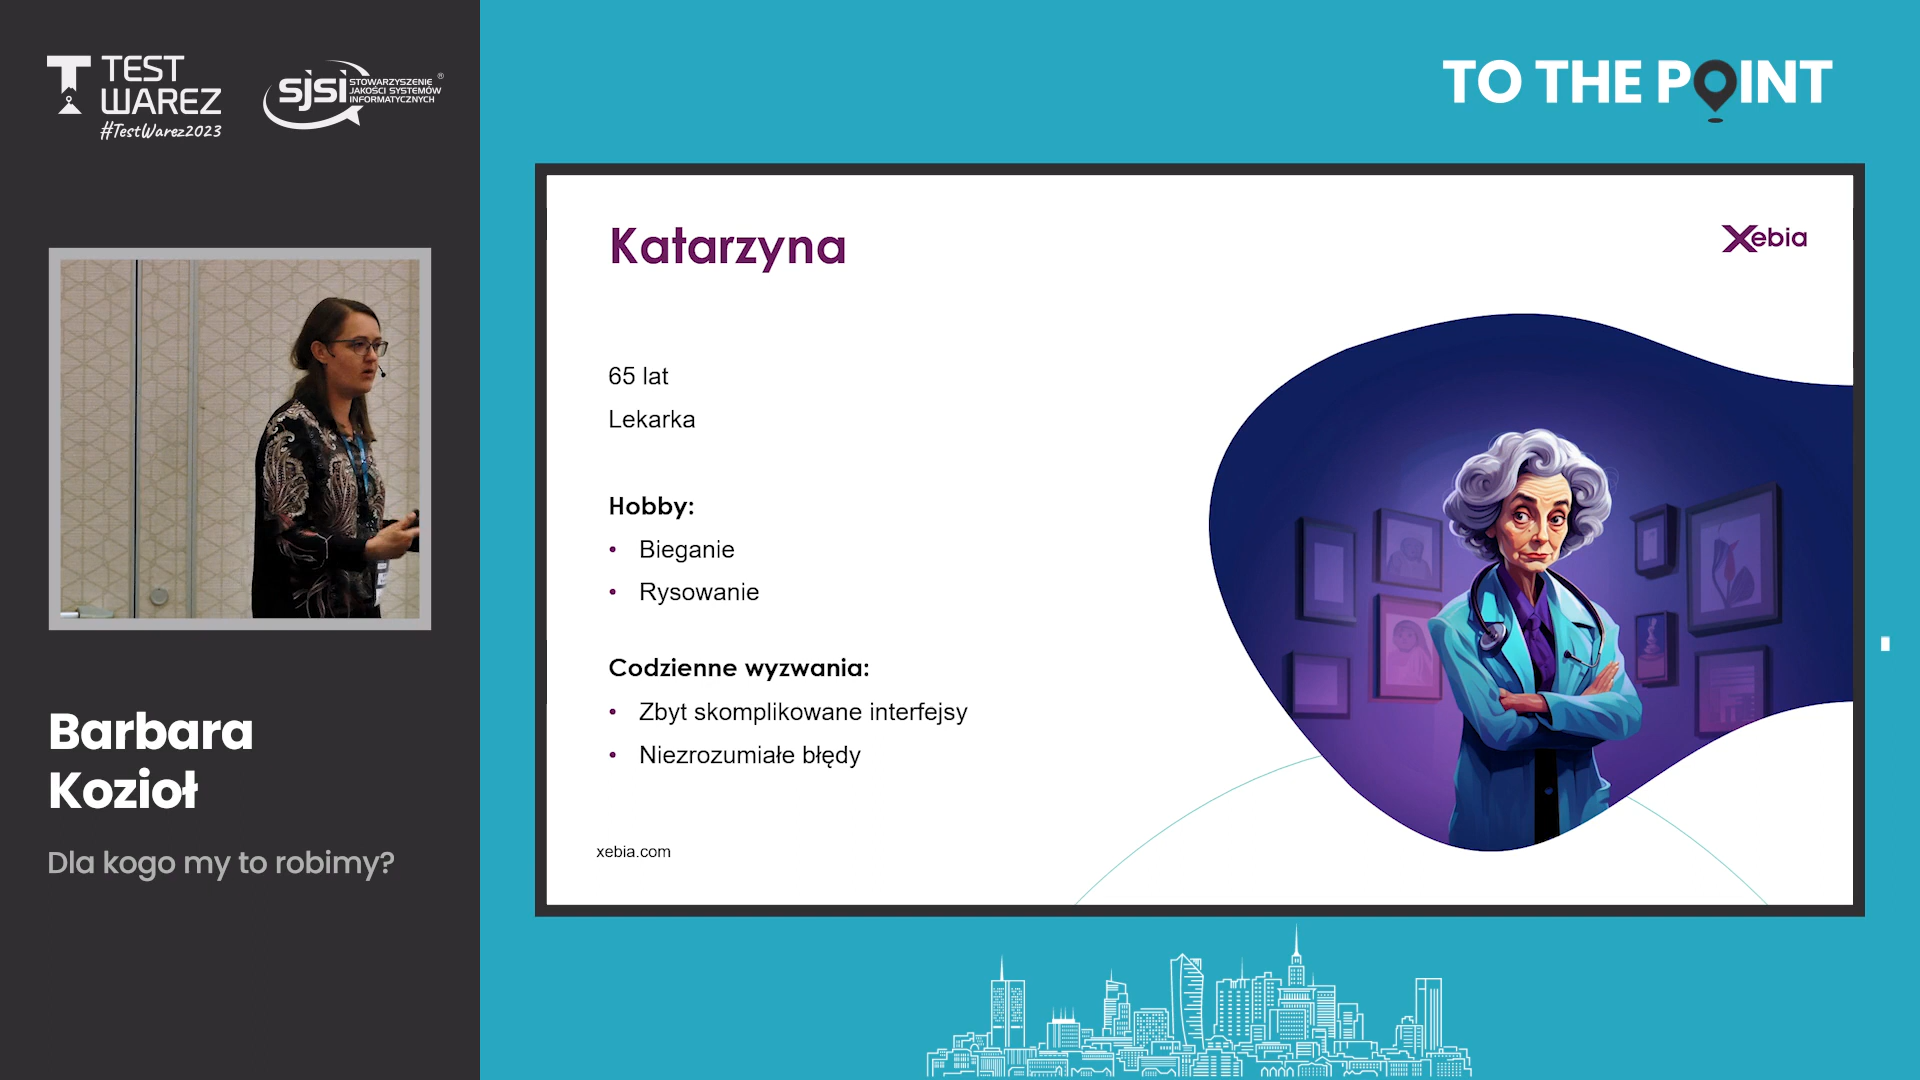 TEST
WAREZ
#TestWarez2023
sjsi
STOWARZYSZENIE
JAKOŚCI SYSTEMÓW
INFORMATYCZNYCH
®
TO THE POINT
Katarzyna
Xebia
65 lat
Lekarka
Hobby:
• Bieganie
• Rysowanie
Codzienne wyzwania:
• Zbyt skomplikowane interfejsy
• Niezrozumiałe błędy
xebia.com
Barbara
Kozioł
Dla kogo my to robimy?